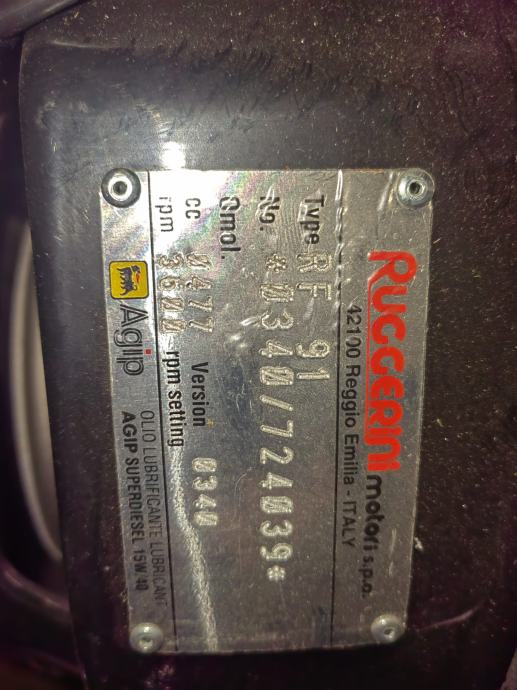 RUGGERINI motori s.p.a.
42100 Reggio Emilia - ITALY
Type RF 91
No. *0340/724039*
Omol.
cc 0477 Version 0340
rpm 3600 rpm setting
Agip OLIO LUBRIFICANTE LUBRICANT
AGIP SUPERDIESEL 15W/40